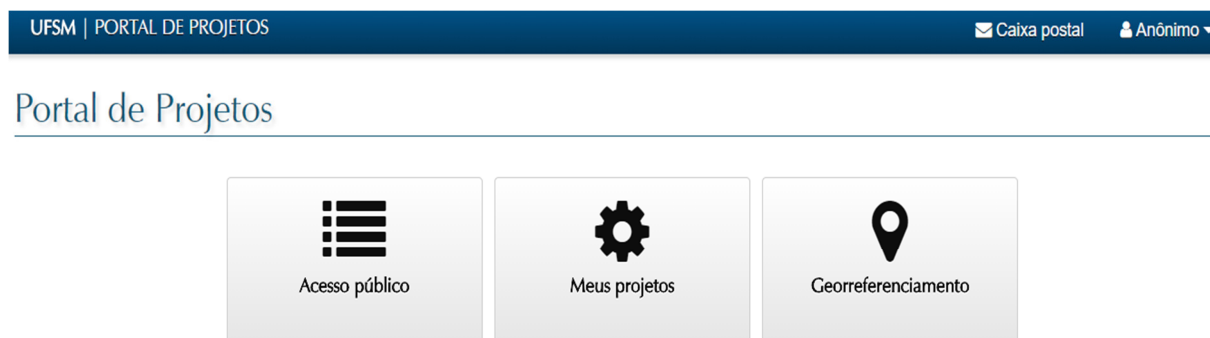 UFSM | PORTAL DE PROJETOS Caixa postal Anônimo
Portal de Projetos
Acesso público Meus projetos Georreferenciamento